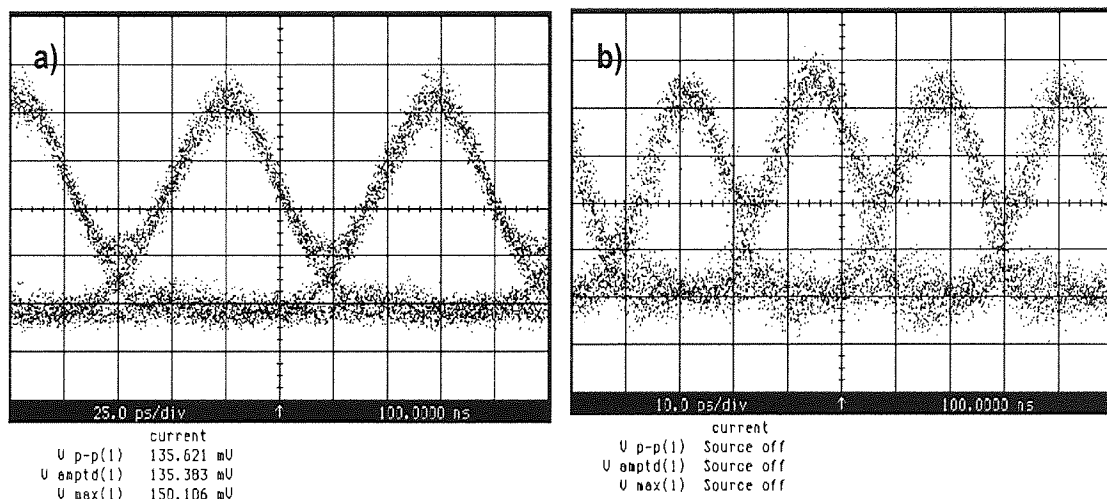 a)
25.0 ps/div
100.0000 ns
current
V p-p(1) 135.621 mV
V amptd(1) 135.383 mV
V max(1) 150.106 mV
b)
10.0 ps/div
100.0000 ns
current
V p-p(1) Source off
V amptd(1) Source off
V max(1) Source off